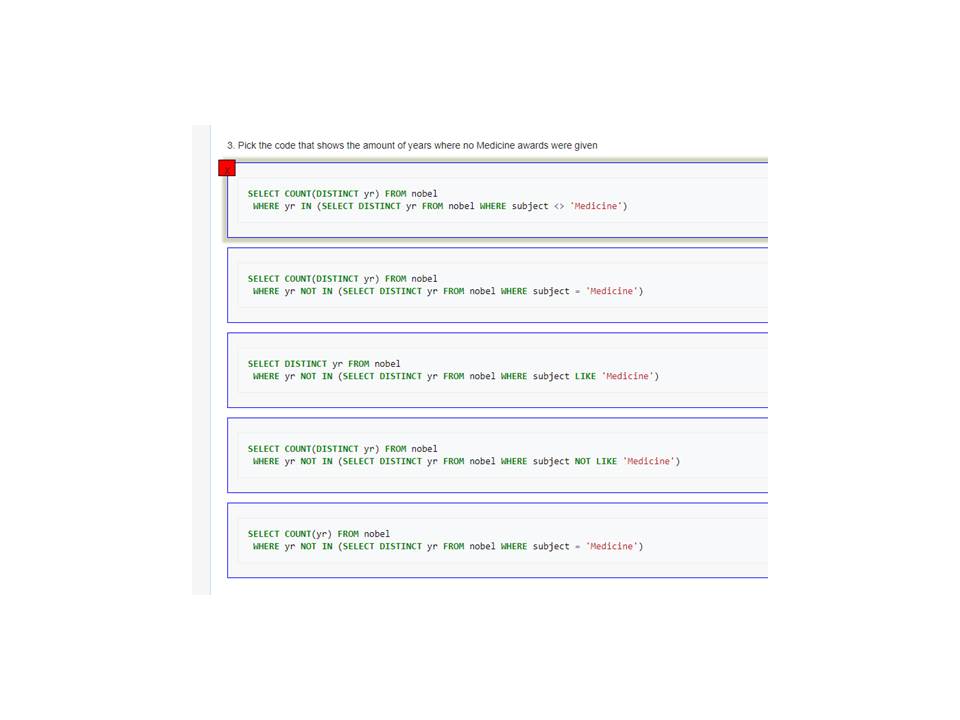 3. Pick the code that shows the amount of years where no Medicine awards were given
X
SELECT COUNT(DISTINCT yr) FROM nobel
WHERE yr IN (SELECT DISTINCT yr FROM nobel WHERE subject <> 'Medicine')
SELECT COUNT(DISTINCT yr) FROM nobel
WHERE yr NOT IN (SELECT DISTINCT yr FROM nobel WHERE subject = 'Medicine')
SELECT DISTINCT yr FROM nobel
WHERE yr NOT IN (SELECT DISTINCT yr FROM nobel WHERE subject LIKE 'Medicine')
SELECT COUNT(DISTINCT yr) FROM nobel
WHERE yr NOT IN (SELECT DISTINCT yr FROM nobel WHERE subject NOT LIKE 'Medicine')
SELECT COUNT(yr) FROM nobel
WHERE yr NOT IN (SELECT DISTINCT yr FROM nobel WHERE subject = 'Medicine')